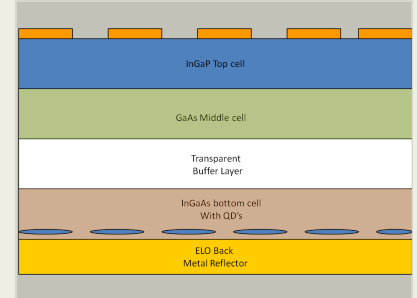 InGaP Top cell
GaAs Middle cell
Transparent
Buffer Layer
InGaAs bottom cell
With QD's
ELO Back
Metal Reflector